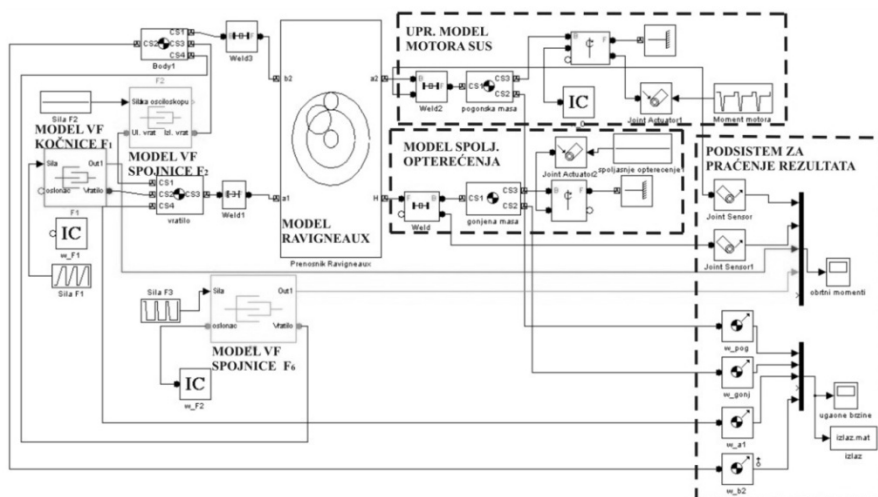 CS1
CS2
CS3
CS4
Body1
Weld3
b2
a2
UPR. MODEL
MOTORA SUS
B
F
Weld2
CS1
CS3
CS2
pogonska masa
B
F
IC
Joint Actuator1
Moment motora
F2
Sila F2
Sila
Ul. vrat
Izl. vrat
MODEL VF
KOČNICE F1
MODEL VF
SPOJNICE F2
Sila
Out1
oslonac
Vratilo
F1
CS1
CS2
CS3
CS4
vratilo
Weld1
a1
IC
w_F1
Sila F1
MODEL
RAVIGNEAUX
H
Prenosnik Ravigneaux
MODEL SPOLJ.
OPTEREĆENJA
Joint Actuator2
spoljasnje opterecenje1
B
F
Weld
CS1
CS3
CS2
gonjena masa
B
F
PODSISTEM ZA
PRAĆENJE REZULTATA
Joint Sensor
Joint Sensor1
obrtni momenti
Sila F3
Sila
Out1
oslonac
Vratilo
MODEL VF
SPOJNICE F6
IC
w_F2
w_pog
w_gonj
w_a1
w_b2
ugaone brzine
izlaz.mat
izlaz